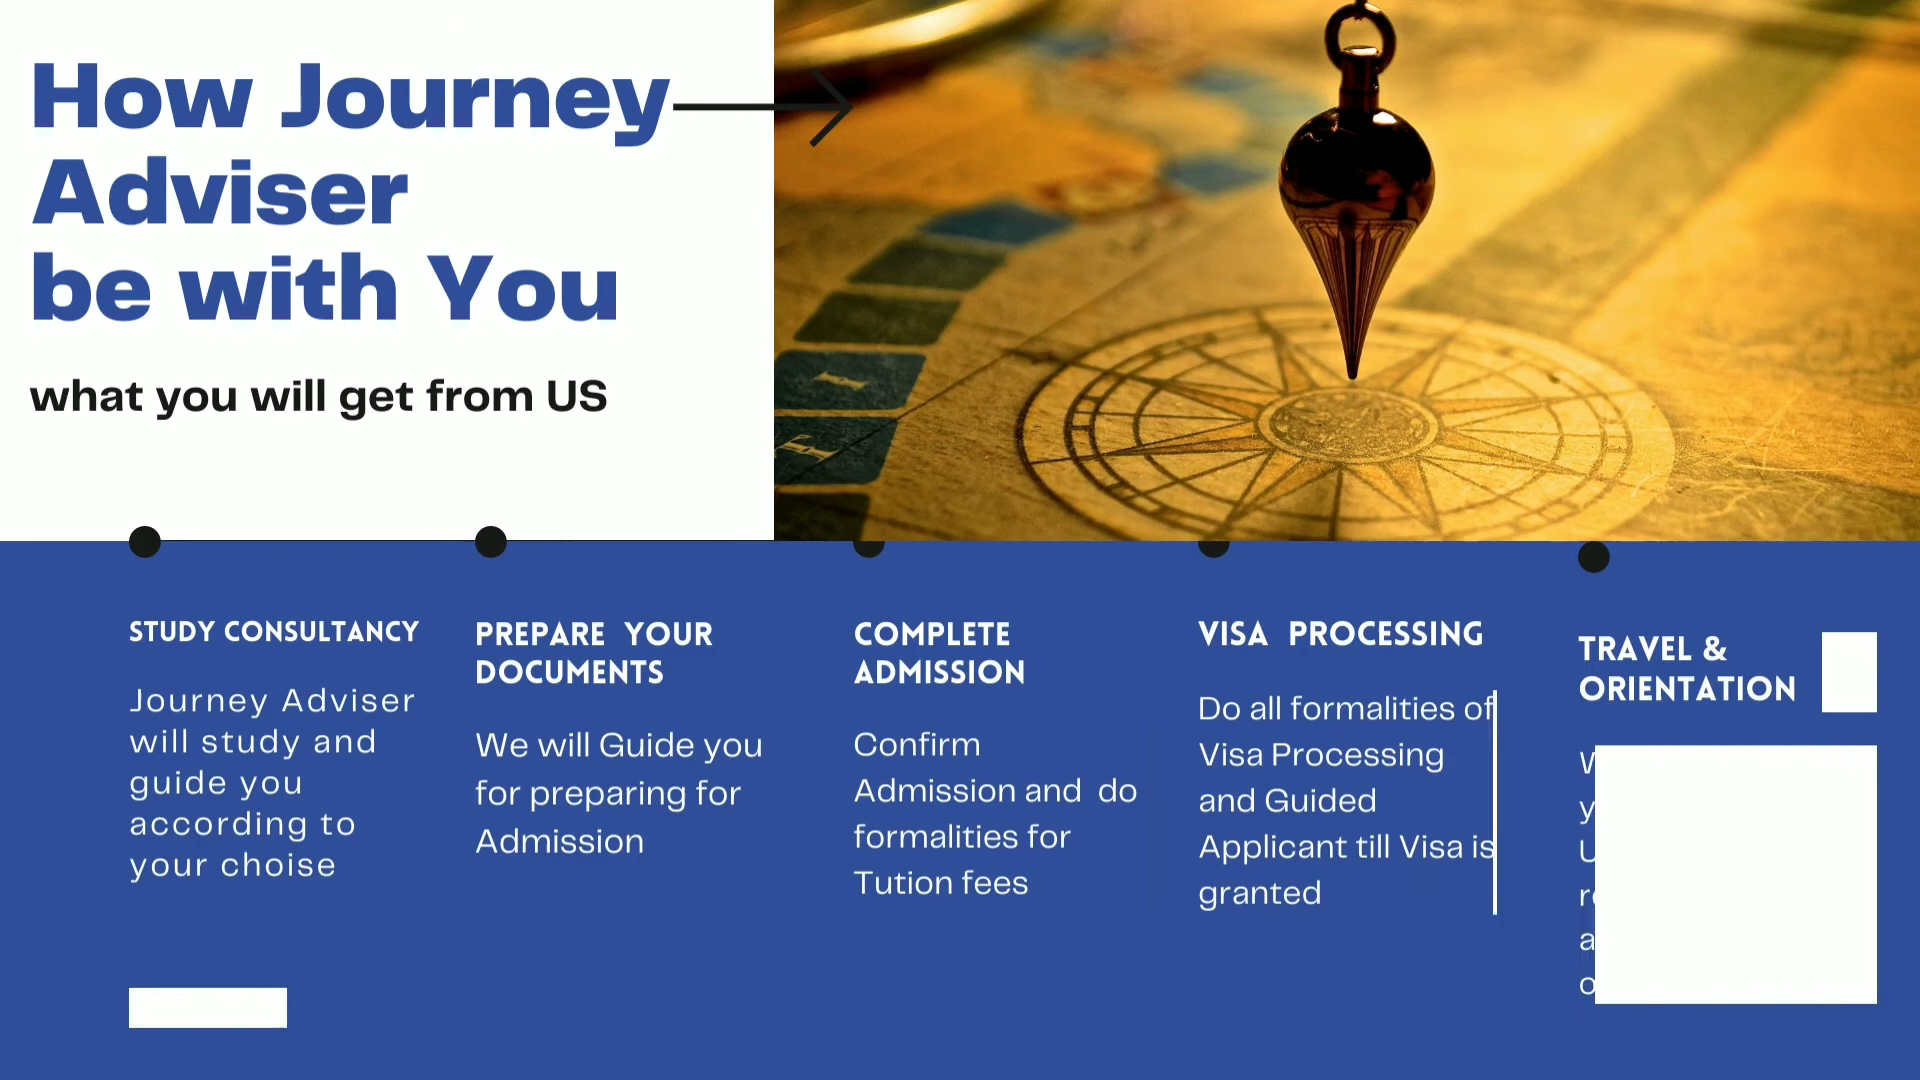 How Journey
Adviser
be with You
what you will get from US
STUDY CONSULTANCY
Journey Adviser
will study and
guide you
according to
your choise
PREPARE YOUR
DOCUMENTS
We will Guide you
for preparing for
Admission
COMPLETE
ADMISSION
Confirm
Admission and do
formalities for
Tution fees
VISA PROCESSING
Do all formalities of
Visa Processing
and Guided
Applicant till Visa is
granted
TRAVEL &
ORIENTATION